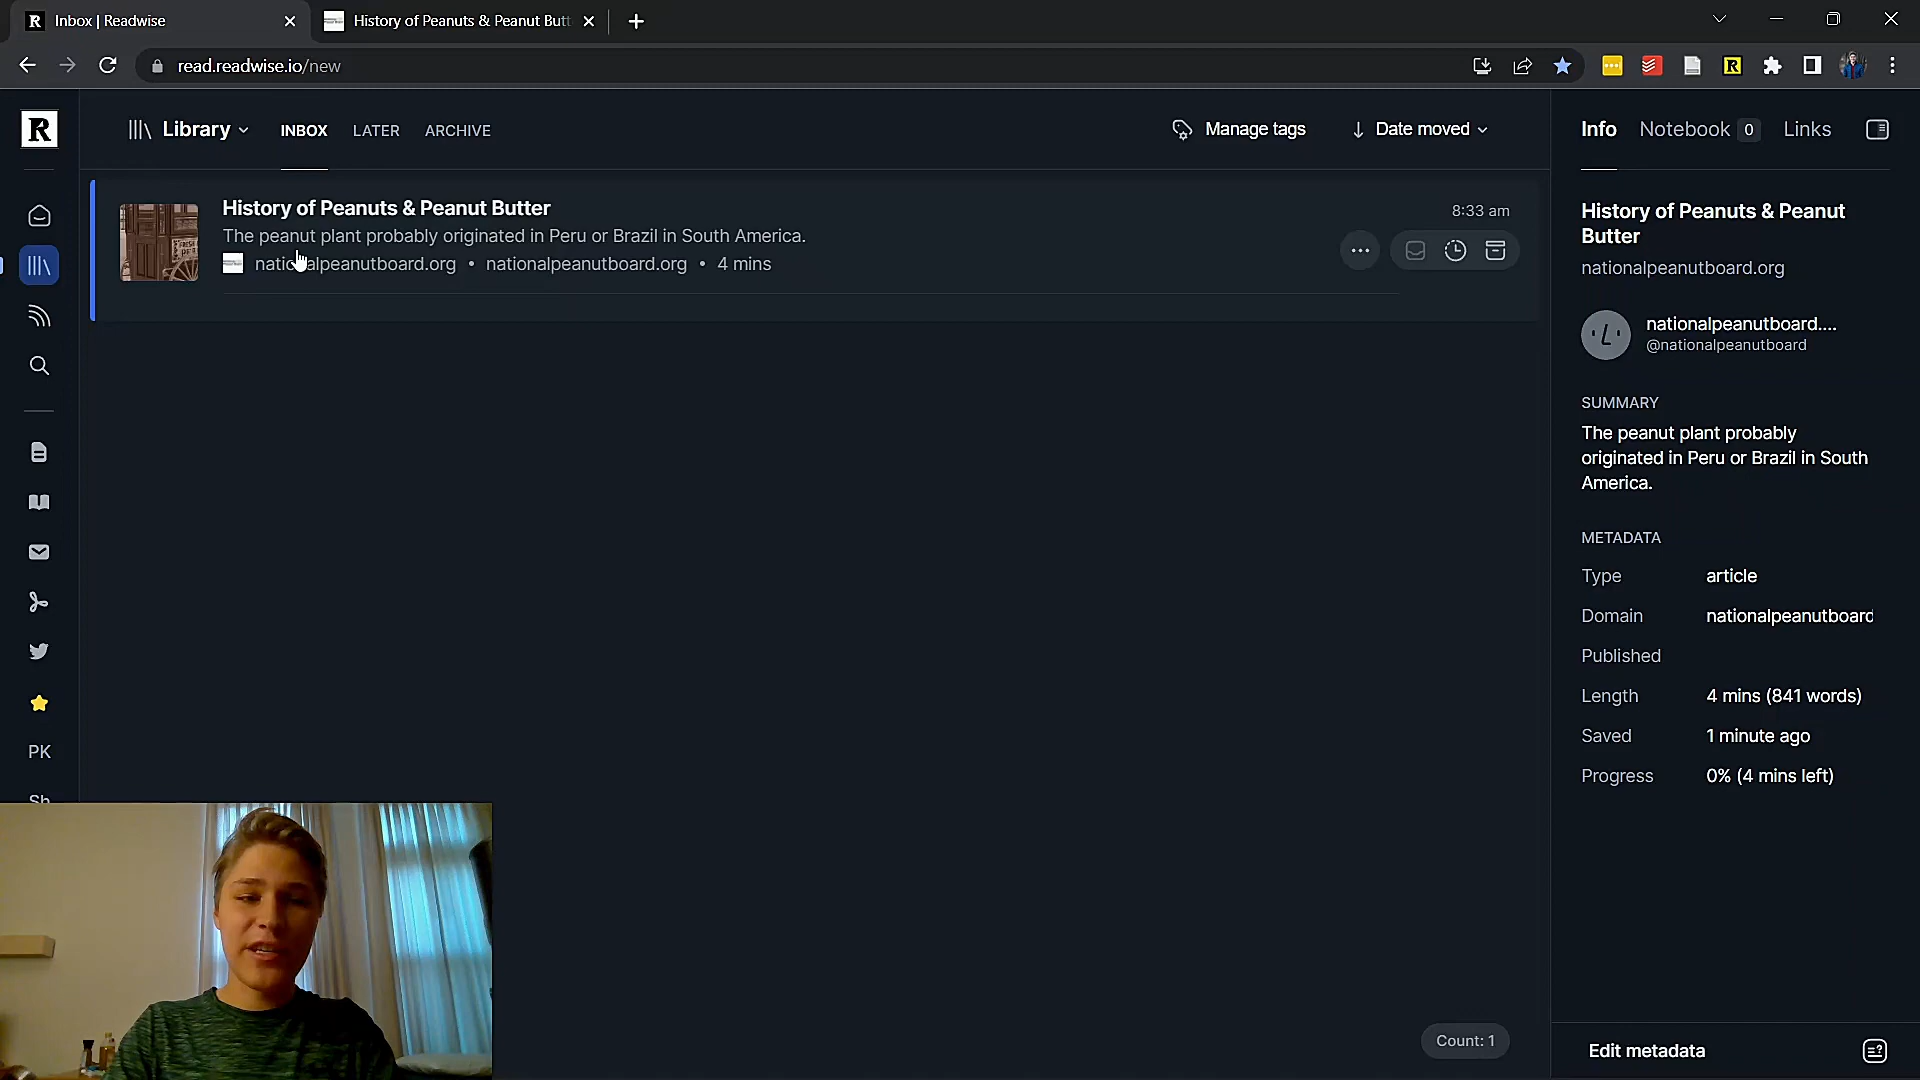 R Inbox | Readwise
History of Peanuts & Peanut Butt
read.readwise.io/new
R
R
Library
INBOX
LATER
ARCHIVE
Manage tags
Date moved
Info
Notebook 0
Links
History of Peanuts & Peanut Butter
The peanut plant probably originated in Peru or Brazil in South America.
nationalpeanutboard.org • nationalpeanutboard.org • 4 mins
8:33 am
PK
Sh
Count: 1
History of Peanuts & Peanut
Butter
nationalpeanutboard.org
nationalpeanutboard....
@nationalpeanutboard
SUMMARY
The peanut plant probably
originated in Peru or Brazil in South
America.
METADATA
Type article
Domain nationalpeanutboard
Published
Length 4 mins (841 words)
Saved 1 minute ago
Progress 0% (4 mins left)
Edit metadata